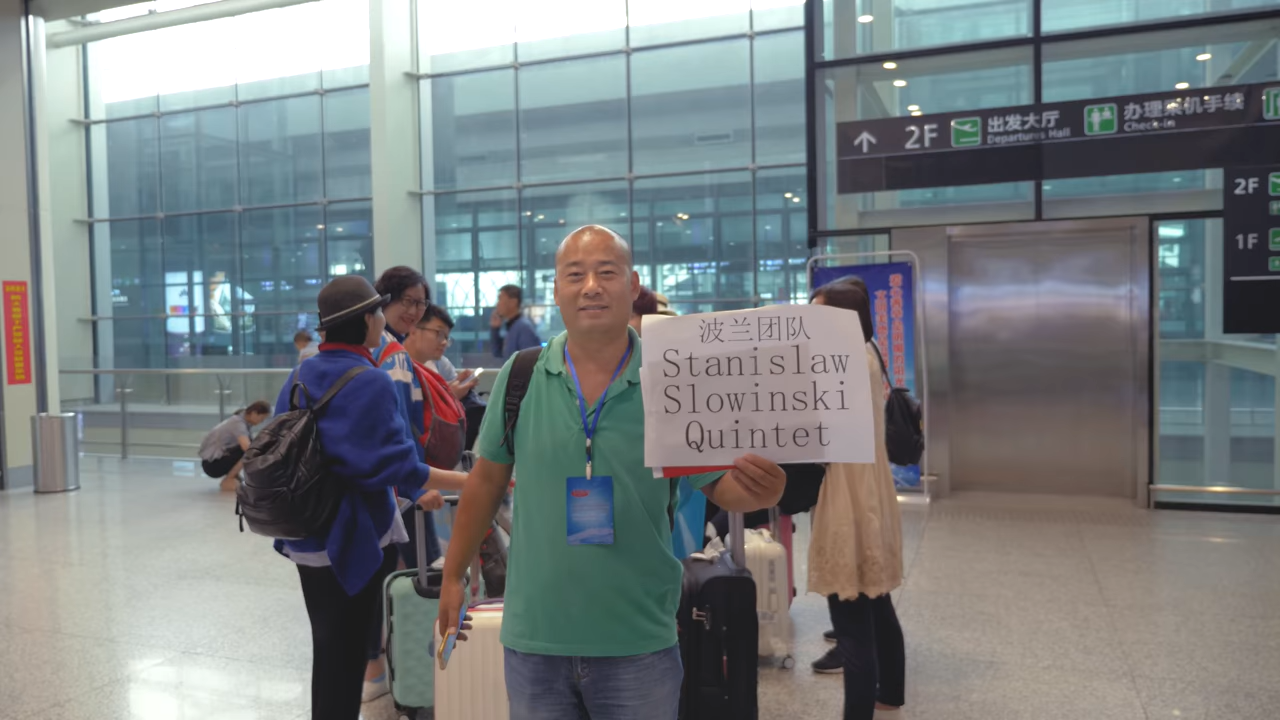 2F 出发大厅 办理乘机手续
Departures Hall Check-in
2F
1F
波兰团队
Stanislaw
Slowinski
Quintet